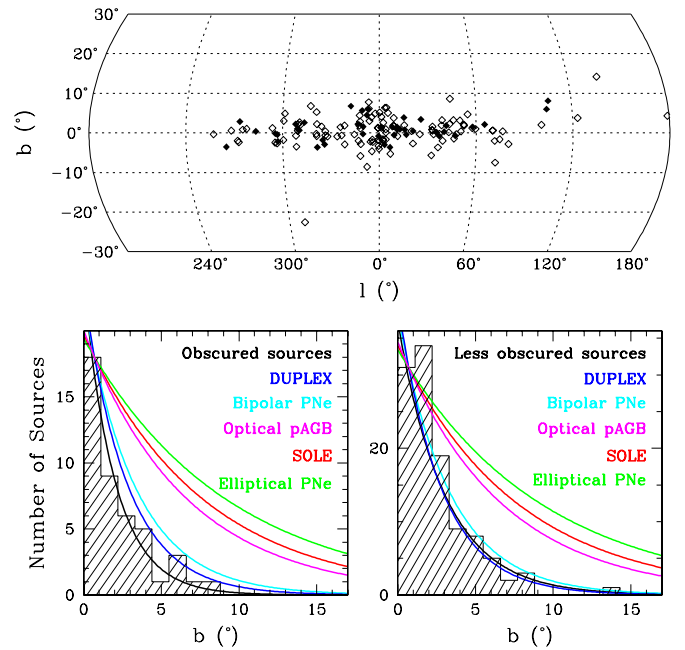 30°
20°
10°
0°
−10°
−20°
−30°
b (°)
240° 300° 0° 60° 120° 180°
l (°)
Obscured sources
DUPLEX
Bipolar PNe
Optical pAGB
SOLE
Elliptical PNe
15
10
5
0
Number of Sources
0 5 10 15
b (°)
Less obscured sources
DUPLEX
Bipolar PNe
Optical pAGB
SOLE
Elliptical PNe
20
0
0 5 10 15
b (°)